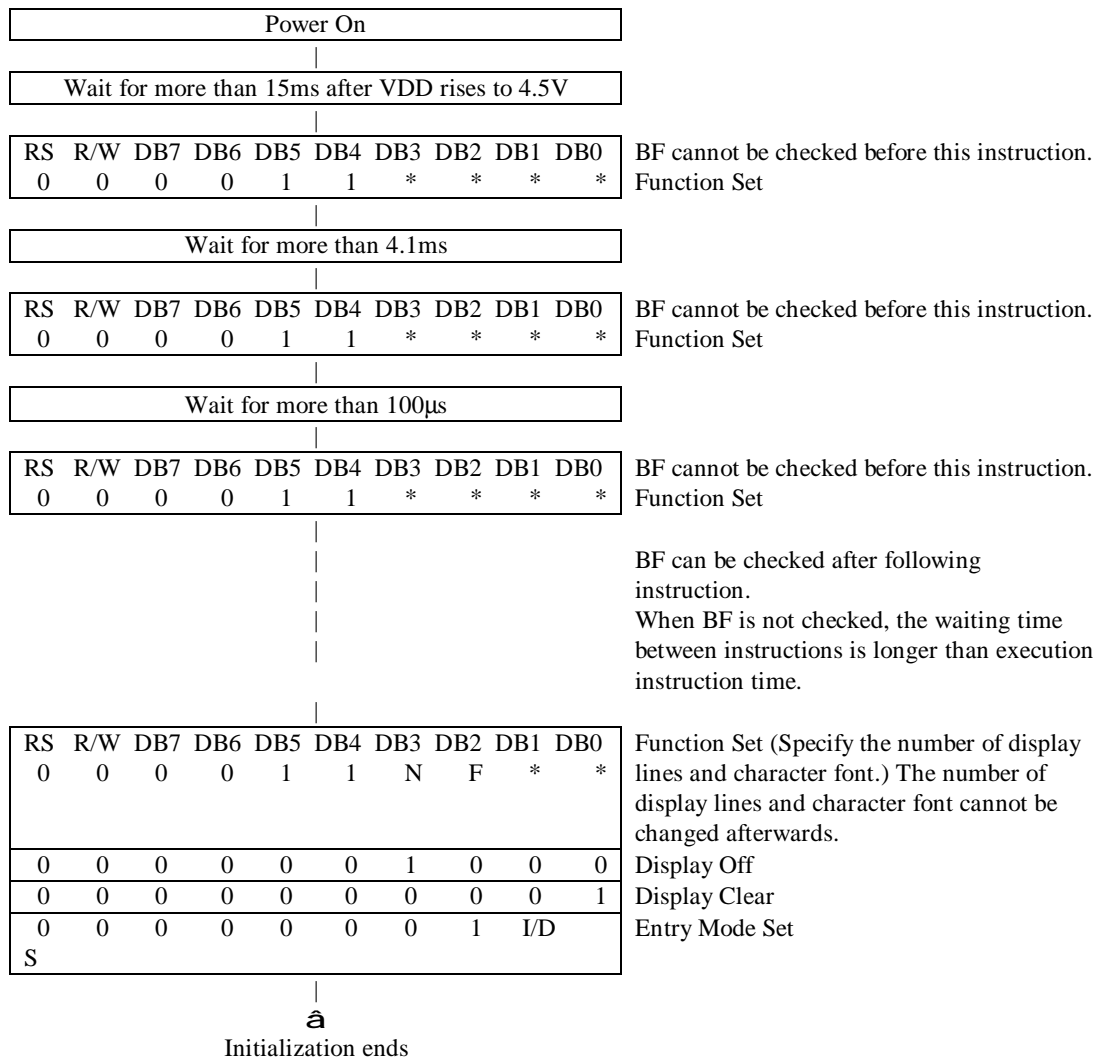 Power On
Wait for more than 15ms after VDD rises to 4.5V
RS R/W DB7 DB6 DB5 DB4 DB3 DB2 DB1 DB0 BF cannot be checked before this instruction.
0 0 0 0 1 1 * * * * Function Set
Wait for more than 4.1ms
RS R/W DB7 DB6 DB5 DB4 DB3 DB2 DB1 DB0 BF cannot be checked before this instruction.
0 0 0 0 1 1 * * * * Function Set
Wait for more than 100µs
RS R/W DB7 DB6 DB5 DB4 DB3 DB2 DB1 DB0 BF cannot be checked before this instruction.
0 0 0 0 1 1 * * * * Function Set
BF can be checked after following
instruction.
When BF is not checked, the waiting time
between instructions is longer than execution
instruction time.
RS R/W DB7 DB6 DB5 DB4 DB3 DB2 DB1 DB0 Function Set (Specify the number of display
0 0 0 0 1 1 N F * * lines and character font.) The number of
display lines and character font cannot be
changed afterwards.
0 0 0 0 0 0 1 0 0 0 Display Off
0 0 0 0 0 0 0 0 0 1 Display Clear
0 0 0 0 0 0 0 1 I/D Entry Mode Set
S
â
Initialization ends